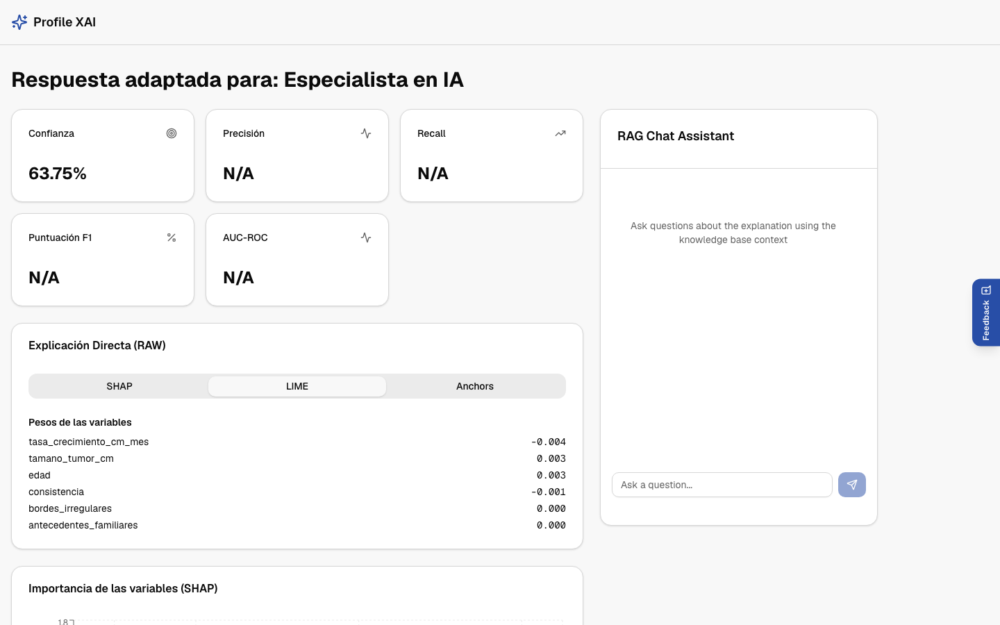 Profile XAI
Respuesta adaptada para: Especialista en IA
Confianza
63.75%
Precisión
N/A
Recall
N/A
Puntuación F1
N/A
AUC-ROC
N/A
Explicación Directa (RAW)
SHAP LIME Anchors
Pesos de las variables
tasa_crecimiento_cm_mes -0.004
tamano_tumor_cm 0.003
edad 0.003
consistencia -0.001
bordes_irregulares 0.000
antecedentes_familiares 0.000
Importancia de las variables (SHAP)
1.8
RAG Chat Assistant
Ask questions about the explanation using the
knowledge base context
Ask a question...
Feedback